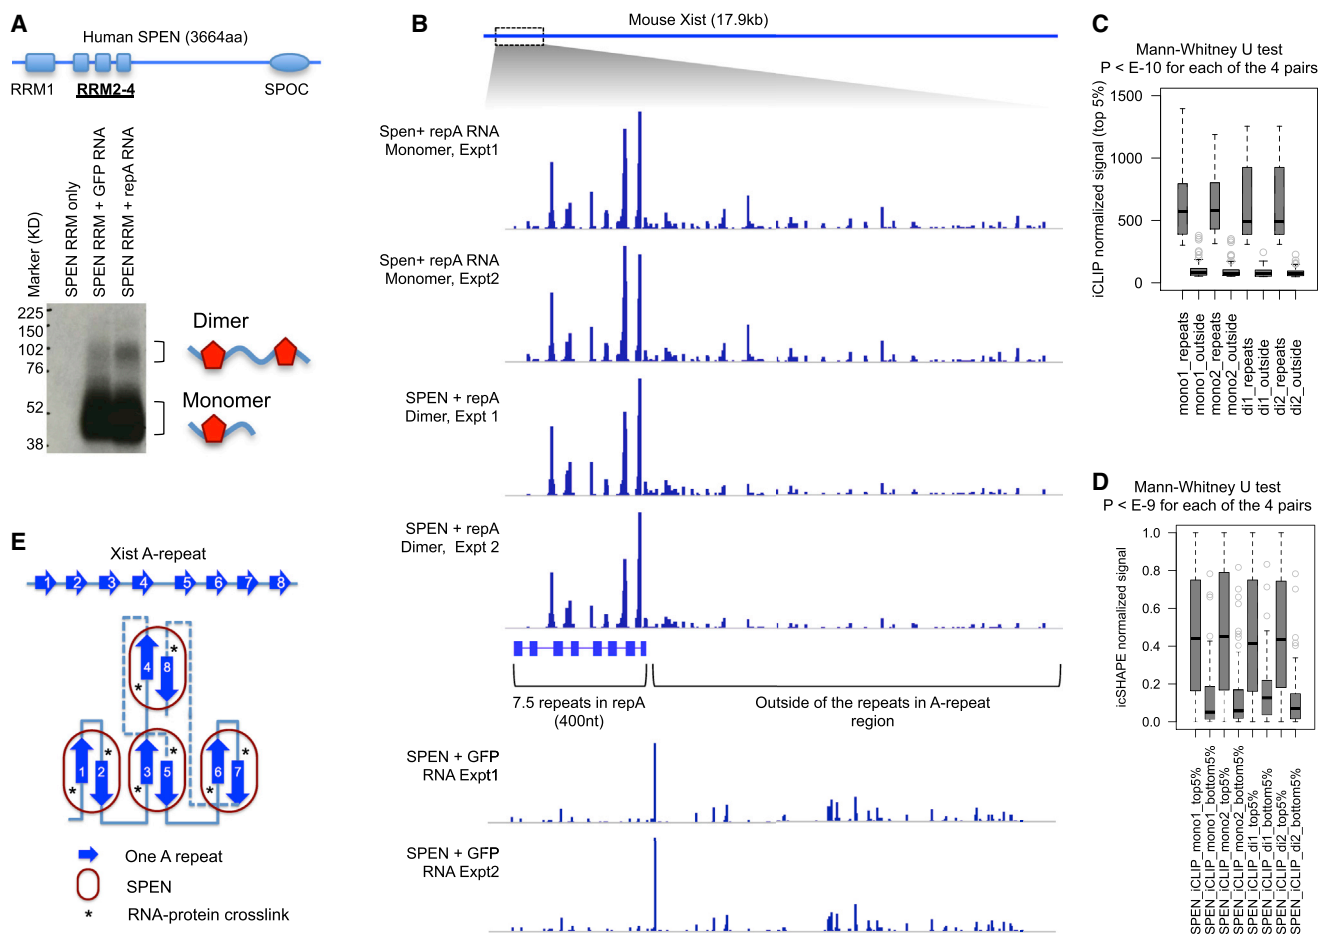 A
Human SPEN (3664aa)
RRM1
RRM2-4
SPOC
Marker (KD)
SPEN RRM only
SPEN RRM + GFP RNA
SPEN RRM + repA RNA
225
150
102
76
52
38
Dimer
Monomer
B
Mouse Xist (17.9kb)
Spen+ repA RNA
Monomer, Expt1
Spen+ repA RNA
Monomer, Expt2
SPEN + repA
Dimer, Expt 1
SPEN + repA
Dimer, Expt 2
7.5 repeats in repA
(400nt)
Outside of the repeats in A-repeat
region
SPEN + GFP
RNA Expt1
SPEN + GFP
RNA Expt2
C
Mann-Whitney U test
P < E-10 for each of the 4 pairs
iCLIP normalized signal (top 5%)
1500
1000
500
0
mono1_repeats
mono1_outside
mono2_repeats
mono2_outside
di1_repeats
di1_outside
di2_repeats
di2_outside
D
Mann-Whitney U test
P < E-9 for each of the 4 pairs
icSHAPE normalized signal
1.0
0.8
0.6
0.4
0.2
0.0
SPEN_iCLIP_mono1_top5%
SPEN_iCLIP_mono1_bottom5%
SPEN_iCLIP_mono2_top5%
SPEN_iCLIP_mono2_bottom5%
SPEN_iCLIP_di1_top5%
SPEN_iCLIP_di1_bottom5%
SPEN_iCLIP_di2_top5%
SPEN_iCLIP_di2_bottom5%
E
Xist A-repeat
1 2 3 4 5 6 7 8
4 8
* *
1 2 3 5 6 7
* * * * * *
One A repeat
SPEN
* RNA-protein crosslink